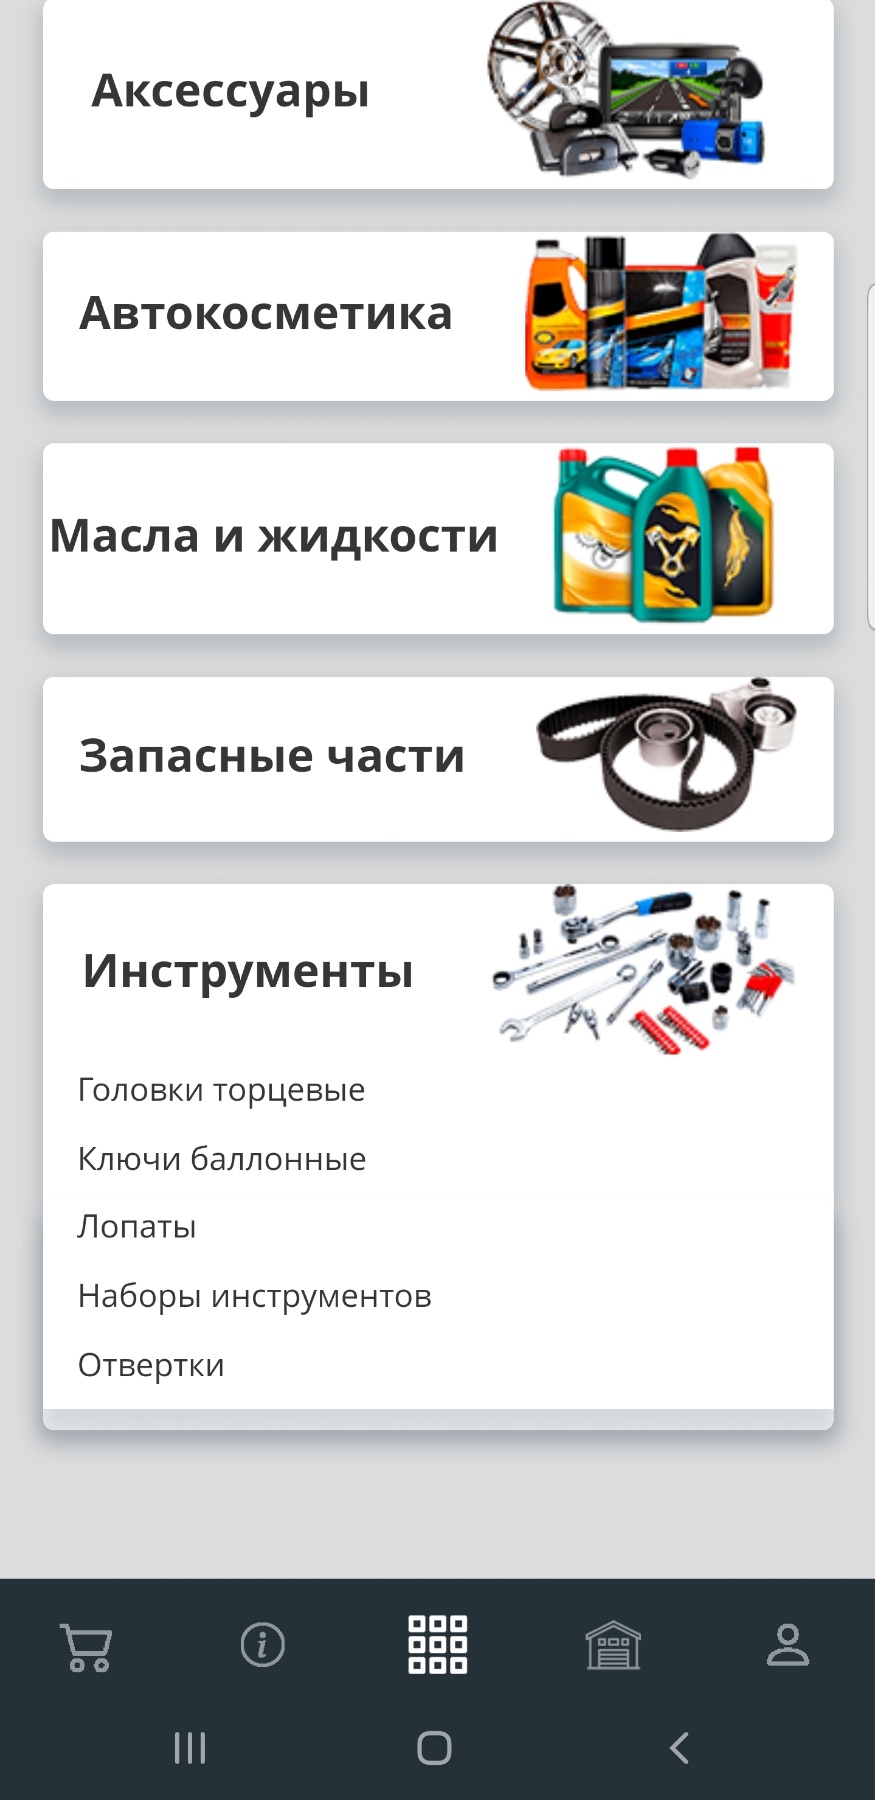 Аксессуары
Автокосметика
Масла и жидкости
Запасные части
Инструменты
Головки торцевые
Ключи баллонные
Лопаты
Наборы инструментов
Отвертки